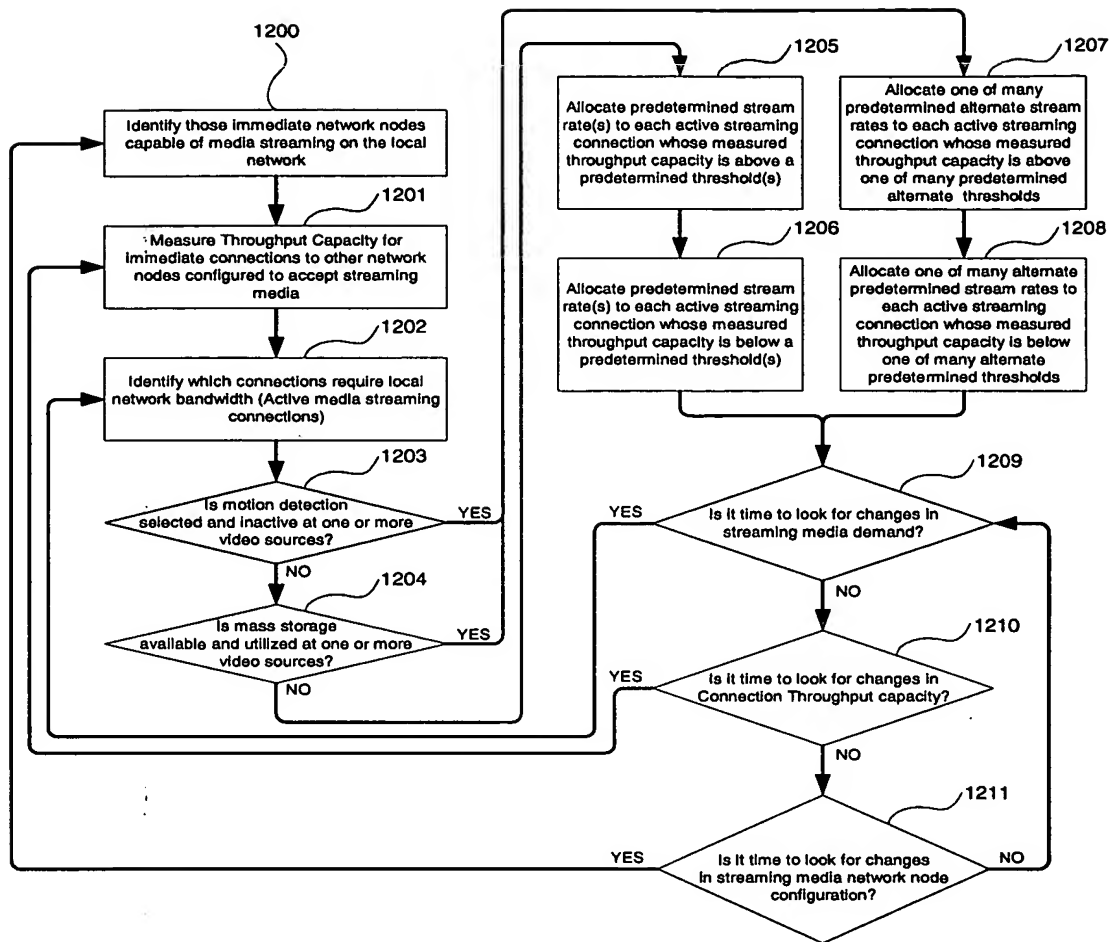 1200
Identify those immediate network nodes
capable of media streaming on the local
network
1201
Measure Throughput Capacity for
immediate connections to other network
nodes configured to accept streaming
media
1202
Identify which connections require local
network bandwidth (Active media streaming
connections)
1203
Is motion detection
selected and inactive at one or more
video sources?
YES
NO
1204
Is mass storage
available and utilized at one or more
video sources?
YES
NO
1205
Allocate predetermined stream
rate(s) to each active streaming
connection whose measured
throughput capacity is above a
predetermined threshold(s)
1206
Allocate predetermined stream
rate(s) to each active streaming
connection whose measured
throughput capacity is below a
predetermined threshold(s)
1207
Allocate one of many
predetermined alternate stream
rates to each active streaming
connection whose measured
throughput capacity is above
one of many predetermined
alternate thresholds
1208
Allocate one of many alternate
predetermined stream rates to
each active streaming
connection whose measured
throughput capacity is below
one of many alternate
predetermined thresholds
1209
Is it time to look for changes in
streaming media demand?
YES
NO
1210
Is it time to look for changes in
Connection Throughput capacity?
YES
NO
1211
Is it time to look for changes
in streaming media network node
configuration?
YES
NO